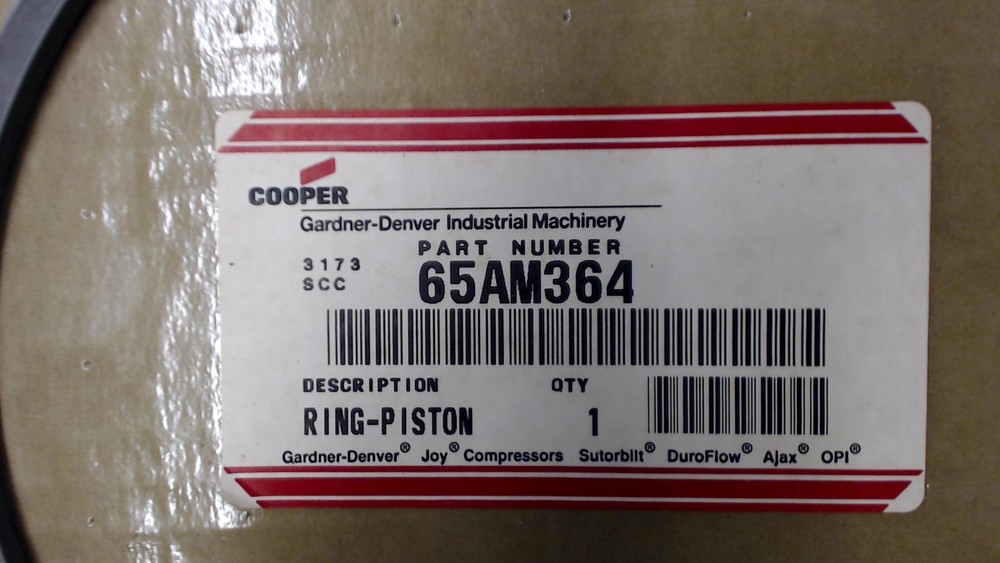 COOPER
Gardner-Denver Industrial Machinery
PART NUMBER
3173
65AM364
SCC
DESCRIPTION QTY
RING-PISTON 1
Gardner-Denver® Joy® Compressors Sutorbilt® DuroFlow® Ajax® OPI®